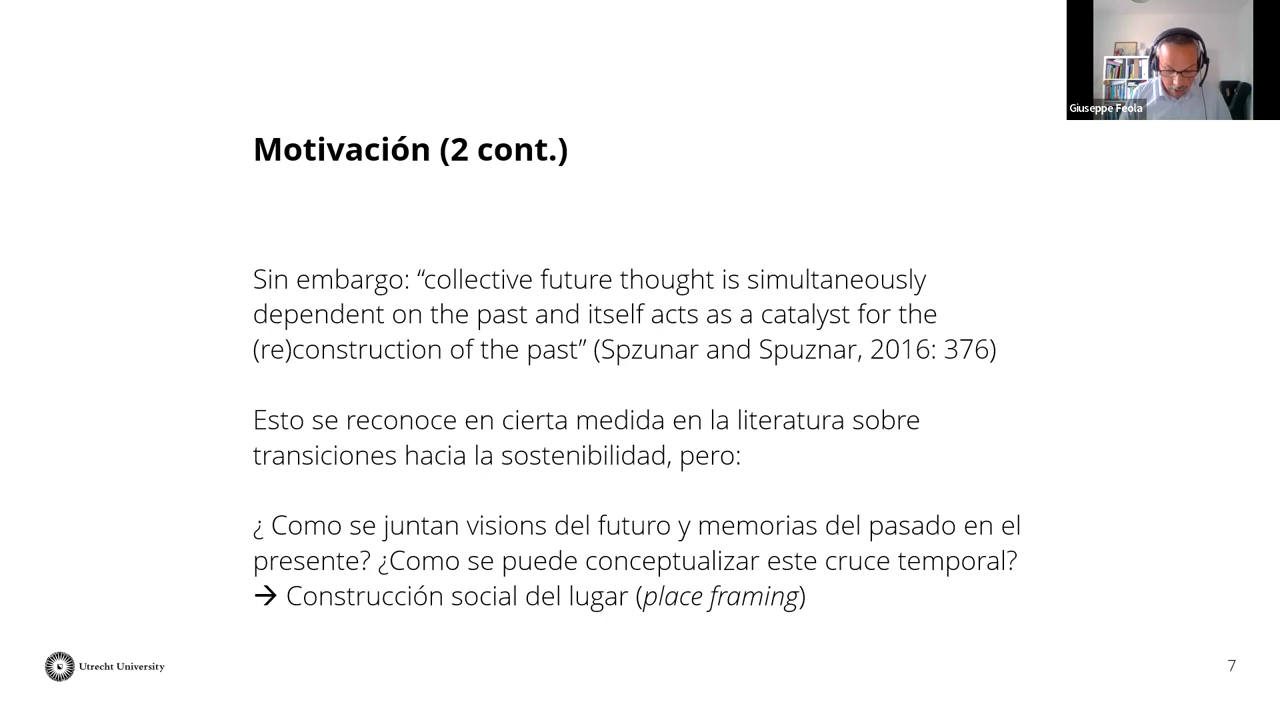 Giuseppe Feola
Motivación (2 cont.)
Sin embargo: “collective future thought is simultaneously
dependent on the past and itself acts as a catalyst for the
(re)construction of the past” (Spzunar and Spuznar, 2016: 376)
Esto se reconoce en cierta medida en la literatura sobre
transiciones hacia la sostenibilidad, pero:
¿ Como se juntan visions del futuro y memorias del pasado en el
presente? ¿Como se puede conceptualizar este cruce temporal?
→ Construcción social del lugar (place framing)
Utrecht University
7